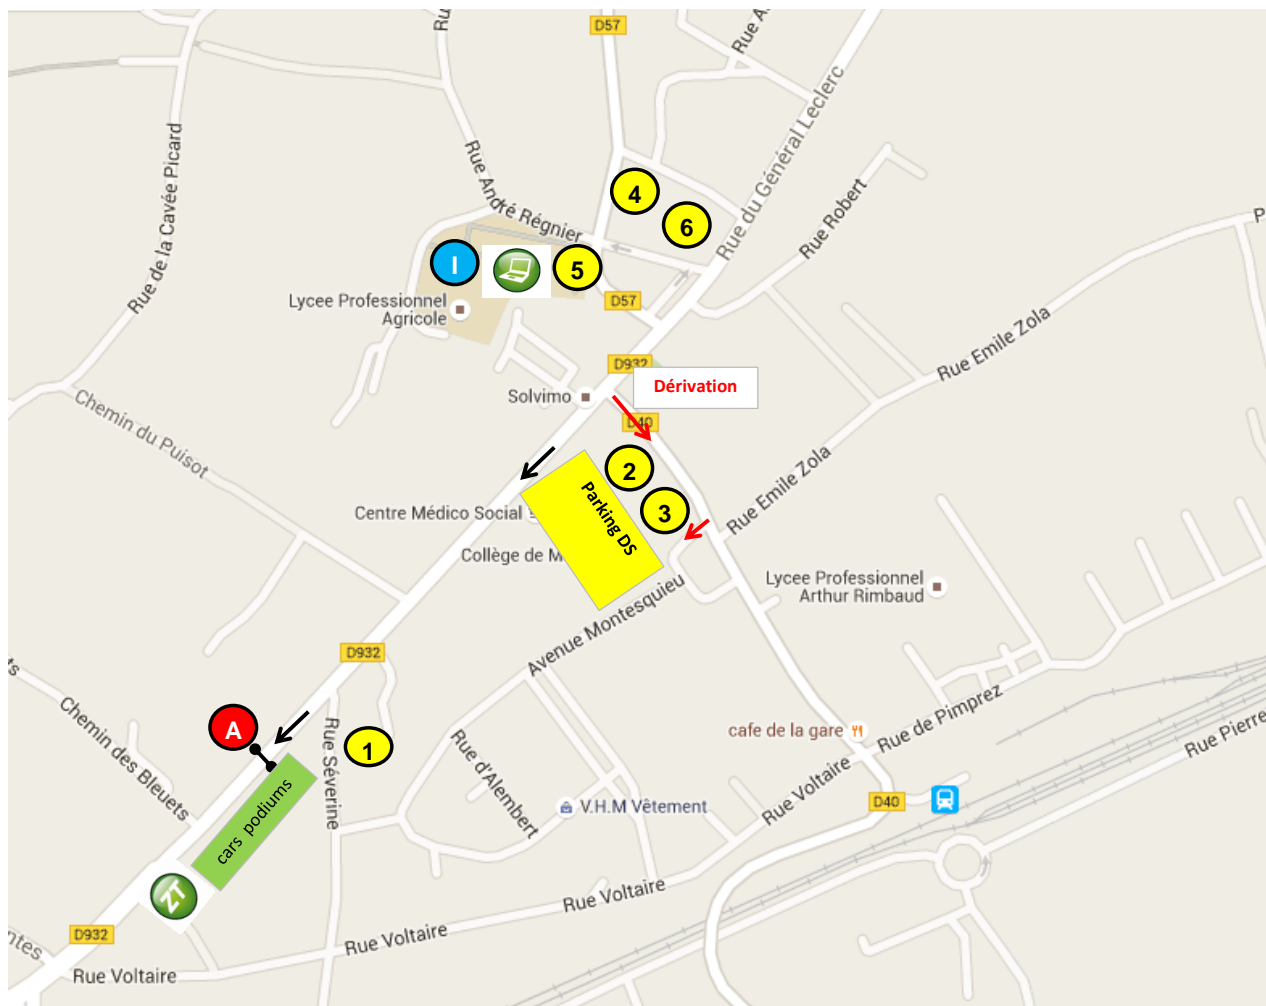 D57
Rue A
Ru
Rue du Général Leclerc
Rue de la Cavée Picard
Rue André Régnier
4
6
Rue Robert
P
I
5
D57
Lycee Professionnel
Agricole
Rue Emile Zola
D932
Dérivation
Solvimo
D40
Chemin du Puisot
2
3
Parking DS
Rue Emile Zola
Centre Médico Social
Collège de M
Lycee Professionnel
Arthur Rimbaud
Avenue Montesquieu
D932
ts
Chemin des Bleuets
A
1
Rue Séverine
cafe de la gare
Rue de Pimprez
Rue Pierre
Rue d'Alembert
V.H.M Vêtement
Rue Voltaire
D40
cars podiums
ZT
Rue Voltaire
D932
Rue Voltaire
ntes
Rue Voltaire